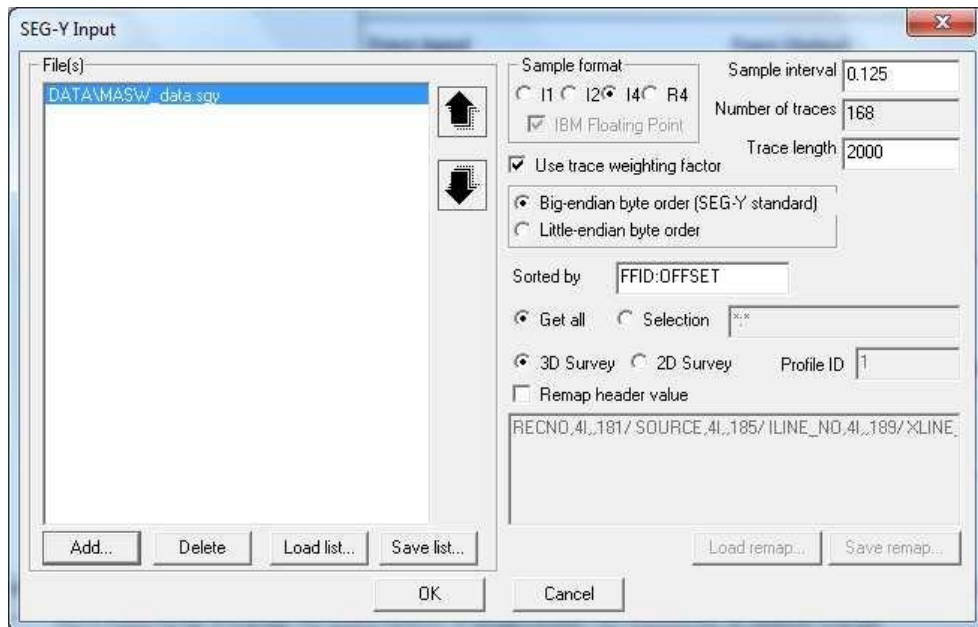 SEG-Y Input
File(s)
DATA\MASW_data.sgy
Add...
Delete
Load list...
Save list...
Sample format
I1
I2
I4
R4
IBM Floating Point
Sample interval
0.125
Number of traces
168
Trace length
2000
Use trace weighting factor
Big-endian byte order (SEG-Y standard)
Little-endian byte order
Sorted by
FFID:OFFSET
Get all
Selection
*:*
3D Survey
2D Survey
Profile ID
1
Remap header value
RECNO,4I,,181/ SOURCE,4I,,185/ ILINE_NO,4I,,189/ XLINE_
Load remap...
Save remap...
OK
Cancel